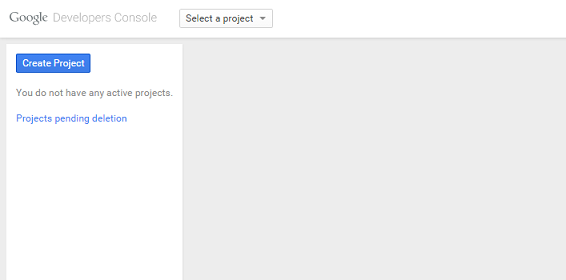 Google Developers Console
Select a project
Create Project
You do not have any active projects.
Projects pending deletion